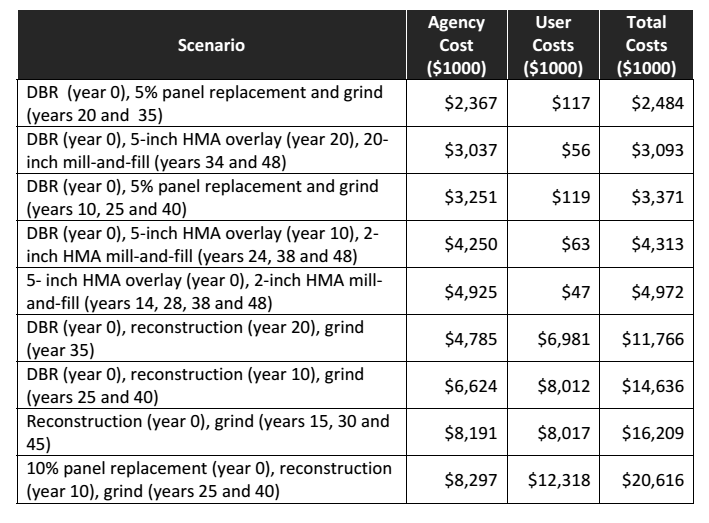 Scenario
Agency
Cost
($1000)
User
Costs
($1000)
Total
Costs
($1000)
DBR (year 0), 5% panel replacement and grind
(years 20 and 35)
$2,367
$117
$2,484
DBR (year 0), 5-inch HMA overlay (year 20), 20-
inch mill-and-fill (years 34 and 48)
$3,037
$56
$3,093
DBR (year 0), 5% panel replacement and grind
(years 10, 25 and 40)
$3,251
$119
$3,371
DBR (year 0), 5-inch HMA overlay (year 10), 2-
inch HMA mill-and-fill (years 24, 38 and 48)
$4,250
$63
$4,313
5- inch HMA overlay (year 0), 2-inch HMA mill-
and-fill (years 14, 28, 38 and 48)
$4,925
$47
$4,972
DBR (year 0), reconstruction (year 20), grind
(year 35)
$4,785
$6,981
$11,766
DBR (year 0), reconstruction (year 10), grind
(years 25 and 40)
$6,624
$8,012
$14,636
Reconstruction (year 0), grind (years 15, 30 and
45)
$8,191
$8,017
$16,209
10% panel replacement (year 0), reconstruction
(year 10), grind (years 25 and 40)
$8,297
$12,318
$20,616